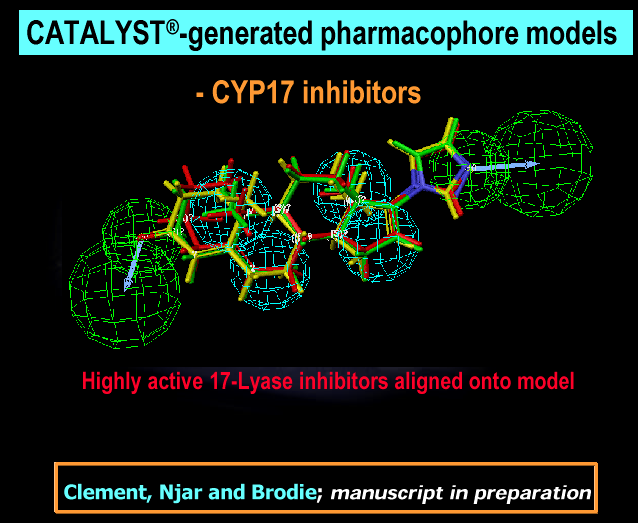 CATALYST®-generated pharmacophore models
- CYP17 inhibitors
Highly active 17-Lyase inhibitors aligned onto model
Clement, Njar and Brodie; manuscript in preparation